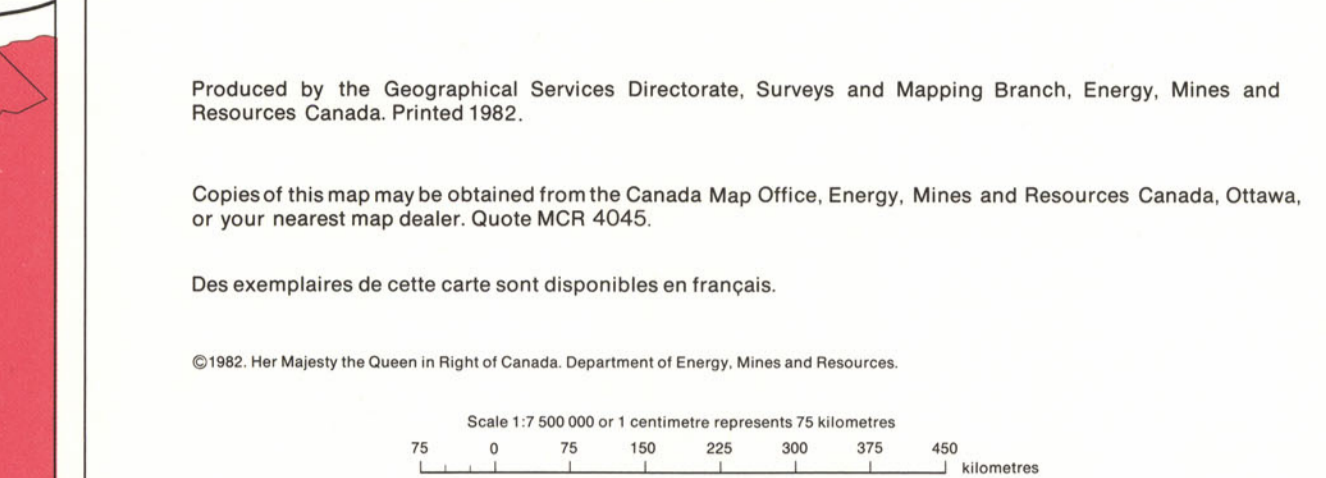 Produced by the Geographical Services Directorate, Surveys and Mapping Branch, Energy, Mines and
Resources Canada. Printed 1982.
Copies of this map may be obtained from the Canada Map Office, Energy, Mines and Resources Canada, Ottawa,
or your nearest map dealer. Quote MCR 4045.
Des exemplaires de cette carte sont disponibles en français.
©1982. Her Majesty the Queen in Right of Canada. Department of Energy, Mines and Resources.
Scale 1:7 500 000 or 1 centimetre represents 75 kilometres
75 0 75 150 225 300 375 450
kilometres